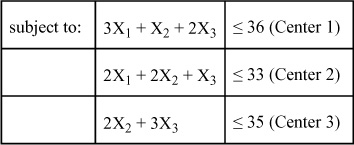 subject to: 3X₁ + X₂ + 2X₃ ≤ 36 (Center 1)
2X₁ + 2X₂ + X₃ ≤ 33 (Center 2)
2X₂ + 3X₃ ≤ 35 (Center 3)